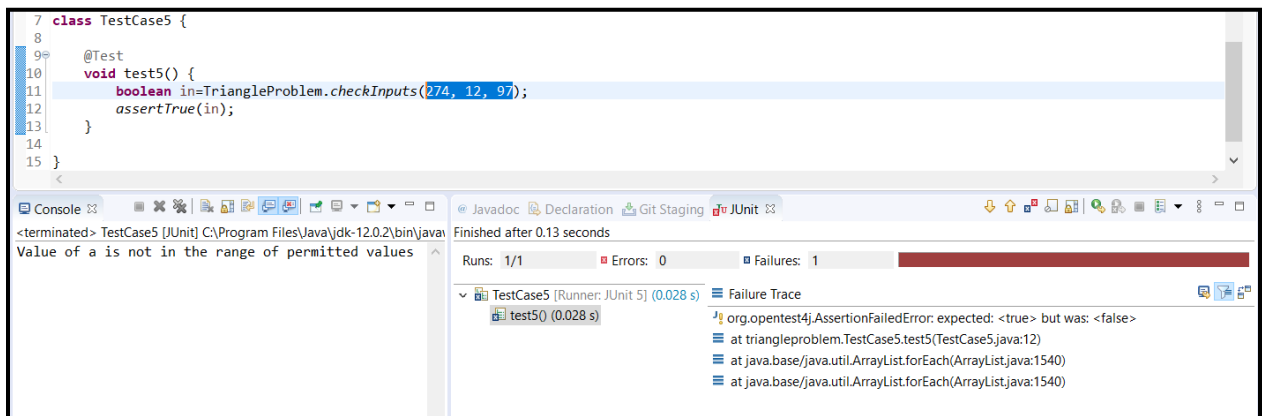 7 class TestCase5 {
8
9 @Test
10 void test5() {
11 boolean in=TriangleProblem.checkInputs(274, 12, 97);
12 assertTrue(in);
13 }
14
15 }
Console
<terminated> TestCase5 [JUnit] C:\Program Files\Java\jdk-12.0.2\bin\javav
Value of a is not in the range of permitted values
@ Javadoc Declaration Git Staging JUnit
Finished after 0.13 seconds
Runs: 1/1 Errors: 0 Failures: 1
TestCase5 [Runner: JUnit 5] (0.028 s)
test5() (0.028 s)
Failure Trace
org.opentest4j.AssertionFailedError: expected: <true> but was: <false>
at triangleproblem.TestCase5.test5(TestCase5.java:12)
at java.base/java.util.ArrayList.forEach(ArrayList.java:1540)
at java.base/java.util.ArrayList.forEach(ArrayList.java:1540)